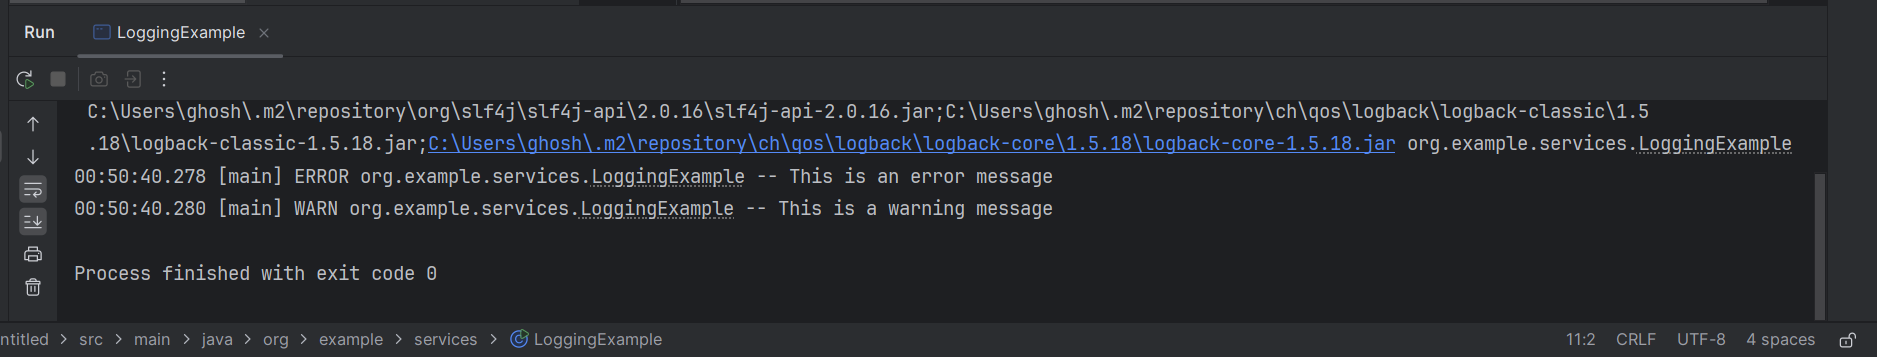 Run LoggingExample
C:\Users\ghosh\.m2\repository\org\slf4j\slf4j-api\2.0.16\slf4j-api-2.0.16.jar;C:\Users\ghosh\.m2\repository\ch\qos\logback\logback-classic\1.5
.18\logback-classic-1.5.18.jar;C:\Users\ghosh\.m2\repository\ch\qos\logback\logback-core\1.5.18\logback-core-1.5.18.jar org.example.services.LoggingExample
00:50:40.278 [main] ERROR org.example.services.LoggingExample -- This is an error message
00:50:40.280 [main] WARN org.example.services.LoggingExample -- This is a warning message
Process finished with exit code 0
ntitled > src > main > java > org > example > services > LoggingExample 11:2 CRLF UTF-8 4 spaces